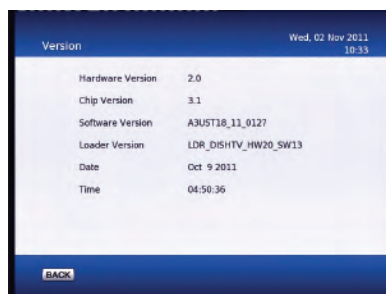 Version
Wed, 02 Nov 2011
10:33
Hardware Version 2.0
Chip Version 3.1
Software Version A3UST18_11_0127
Loader Version LDR_DISHTV_HW20_SW13
Date Oct 9 2011
Time 04:50:36
BACK